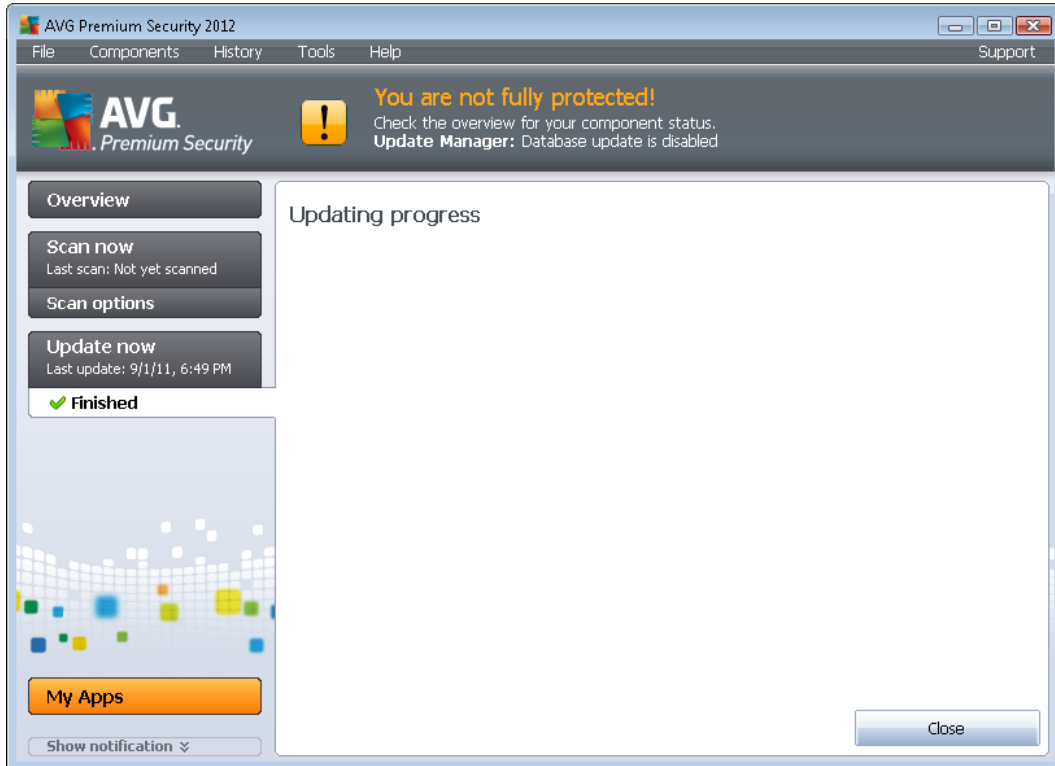 AVG Premium Security 2012
File Components History Tools Help Support
AVG.
Premium Security
You are not fully protected!
Check the overview for your component status.
Update Manager: Database update is disabled
Overview
Scan now
Last scan: Not yet scanned
Scan options
Update now
Last update: 9/1/11, 6:49 PM
Finished
My Apps
Show notification
Updating progress
Close